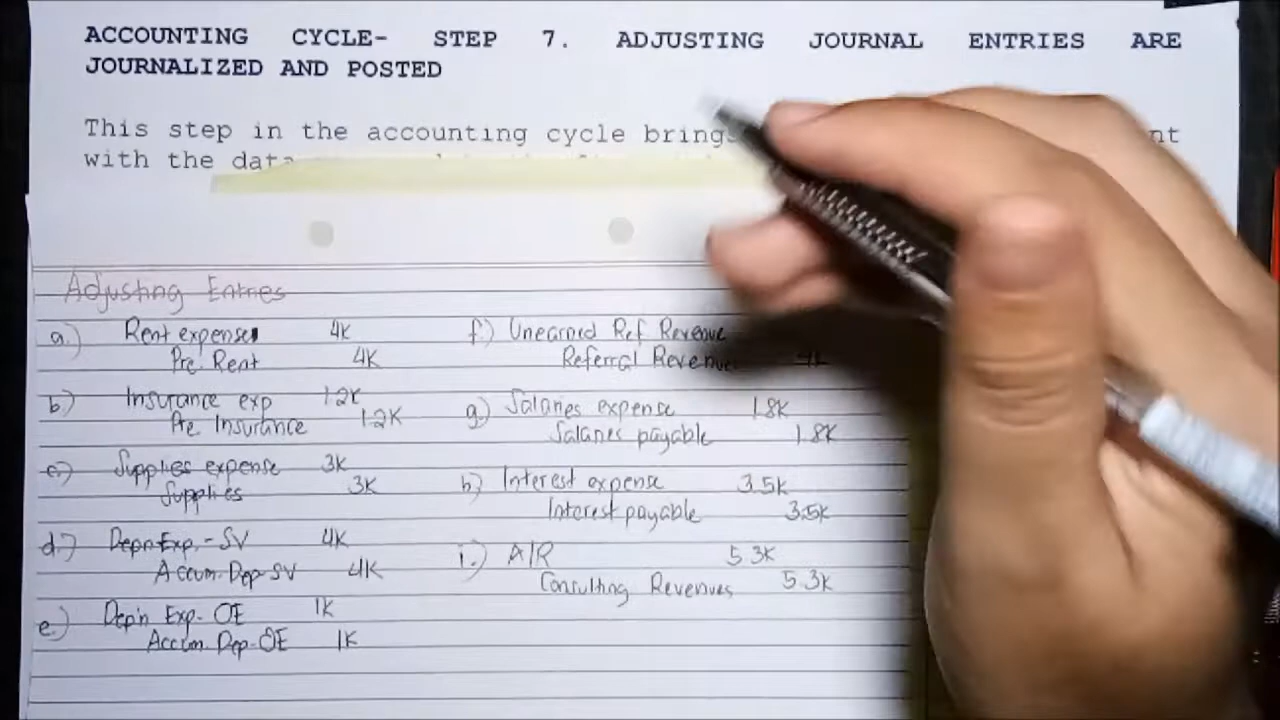 ACCOUNTING CYCLE- STEP 7. ADJUSTING JOURNAL ENTRIES ARE
JOURNALIZED AND POSTED
This step in the accounting cycle brings
with the data
Adjusting Entries
a.) Rent expense 4K
Pre. Rent 4K
b) Insurance exp 1.2K
Pre Insurance 1.2K
c.) Supplies expense 3K
Supplies 3K
d.) Depn Exp.-SV 4K
Accum. Dep-SV 4K
e.) Dep'n Exp.-OE 1K
Accum. Dep-OE 1K
f.) Unearned Ref Revenue
Referral Revenue
g.) Salaries expense 1.8K
Salaries payable 1.8K
h) Interest expense 3.5K
Interest payable 3.5K
i.) A/R 5.3K
Consulting Revenues 5.3K